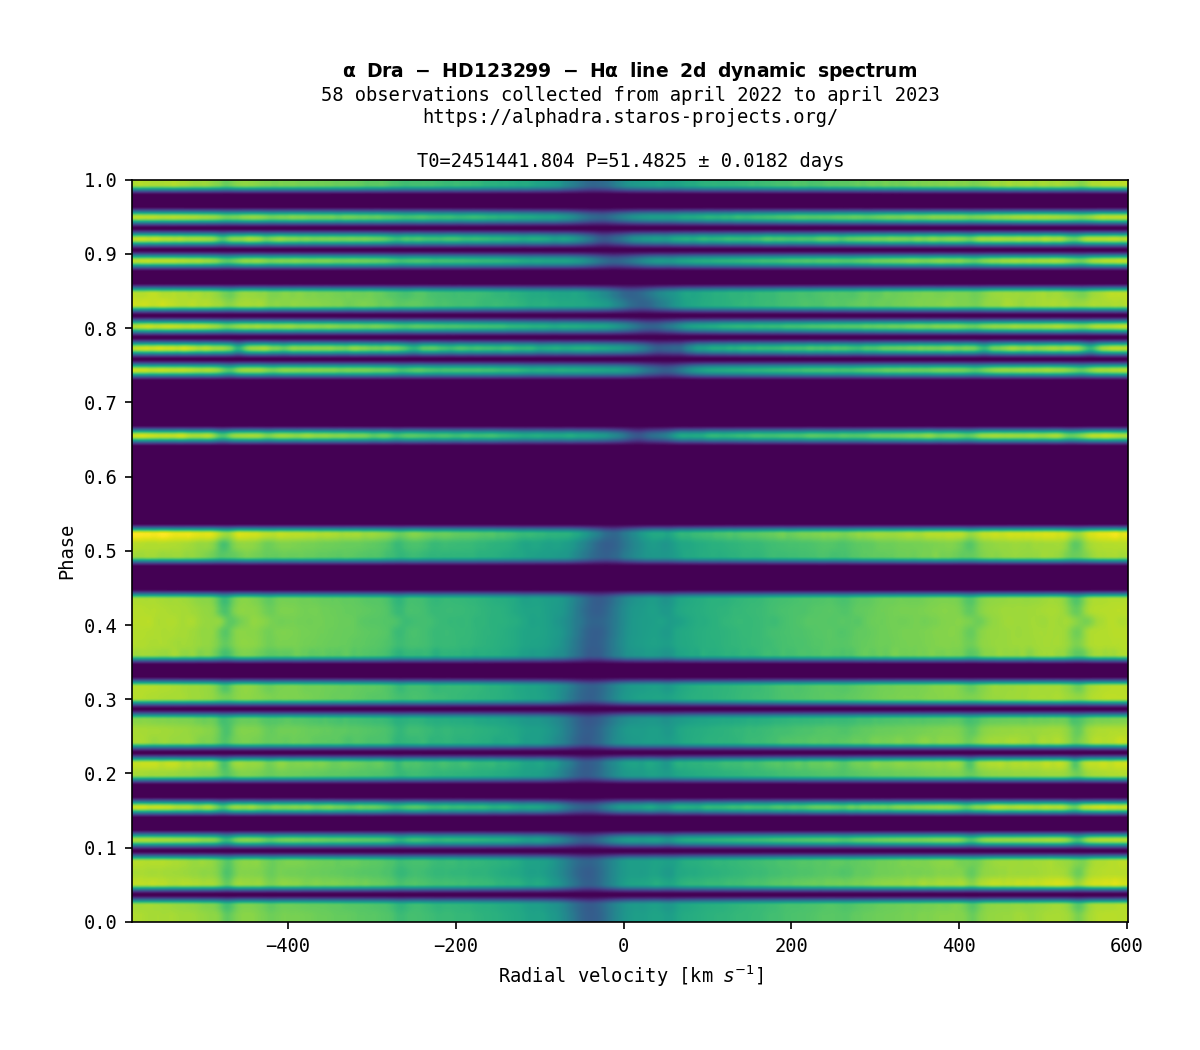 α Dra − HD123299 − Hα line 2d dynamic spectrum
58 observations collected from april 2022 to april 2023
https://alphadra.staros-projects.org/
T0=2451441.804 P=51.4825 ± 0.0182 days
1.0
0.9
0.8
0.7
0.6
0.5
0.4
0.3
0.2
0.1
0.0
Phase
−400 −200 0 200 400 600
Radial velocity [km s⁻¹]